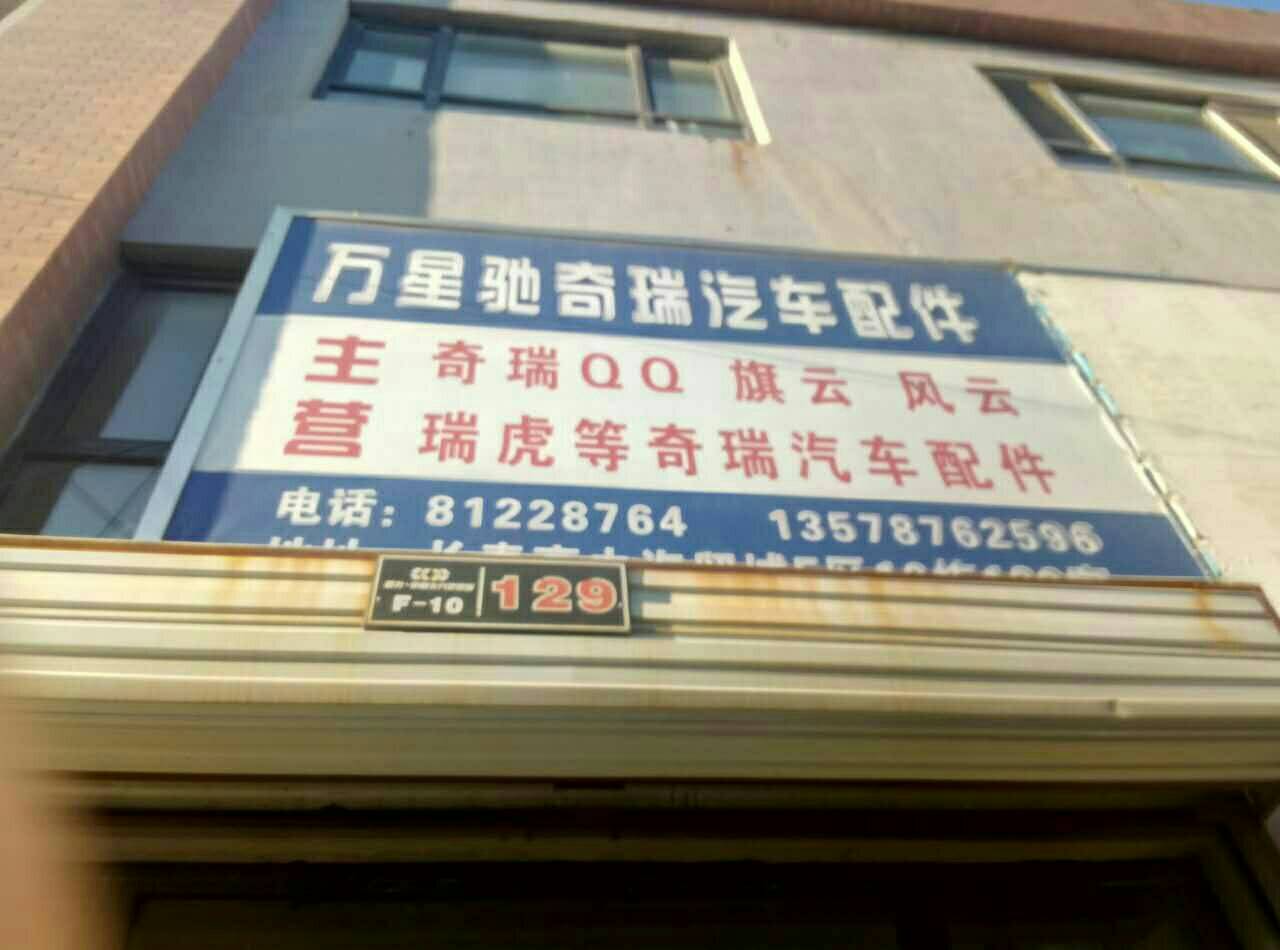 万星驰奇瑞汽车配件
主营
奇瑞QQ 旗云 风云
瑞虎等奇瑞汽车配件
电话：81228764 13578762596
F-10 129